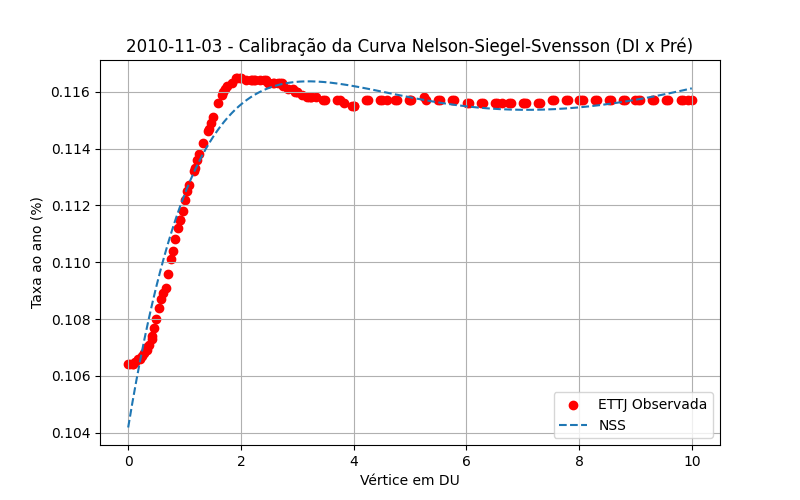 2010-11-03 - Calibração da Curva Nelson-Siegel-Svensson (DI x Pré)
Taxa ao ano (%)
0.116
0.114
0.112
0.110
0.108
0.106
0.104
0 2 4 6 8 10
Vértice em DU
ETTJ Observada
NSS